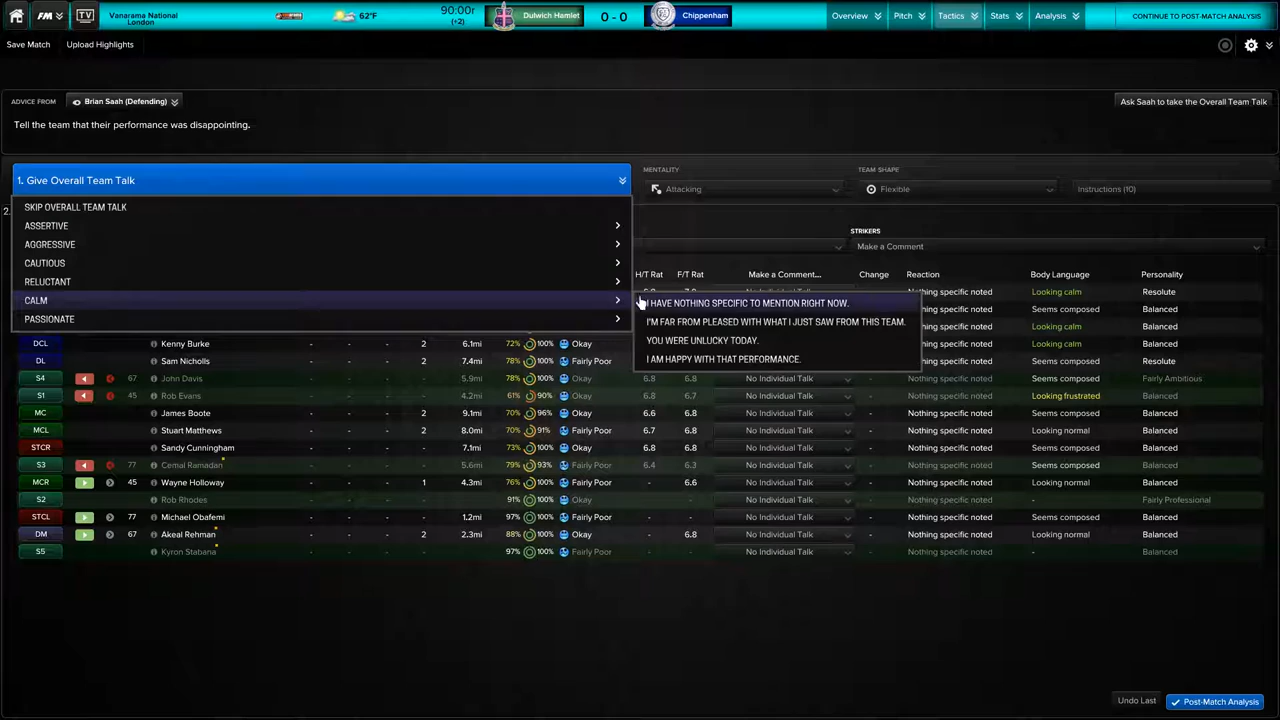 FM TV Vanarama National London 62°F 90:00r (+2) Dulwich Hamlet 0 - 0 Chippenham Overview Pitch Tactics Stats Analysis CONTINUE TO POST-MATCH ANALYSIS
Save Match Upload Highlights
ADVICE FROM Brian Saah (Defending) Ask Saah to take the Overall Team Talk
Tell the team that their performance was disappointing.
1. Give Overall Team Talk MENTALITY TEAM SHAPE
Attacking Flexible Instructions (10)
SKIP OVERALL TEAM TALK
2.
ASSERTIVE STRIKERS
AGGRESSIVE Make a Comment
CAUTIOUS
RELUCTANT H/T Rat F/T Rat Make a Comment... Change Reaction Body Language Personality
Nothing specific noted Looking calm Resolute
CALM I HAVE NOTHING SPECIFIC TO MENTION RIGHT NOW. Nothing specific noted Looking calm Balanced
PASSIONATE I'M FAR FROM PLEASED WITH WHAT I JUST SAW FROM THIS TEAM. Nothing specific noted Seems composed Balanced
DCL Kenny Burke - - - 2 6.1mi 72% 100% Okay YOU WERE UNLUCKY TODAY. Nothing specific noted Seems composed Balanced
DL Sam Nicholls - - - 2 7.4mi 78% 100% Fairly Poor I AM HAPPY WITH THAT PERFORMANCE. Nothing specific noted Seems composed Resolute
S4 67 John Davis - - - - 5.9mi 78% 100% Okay 6.8 6.8 No Individual Talk - Nothing specific noted Seems composed Fairly Ambitious
S1 45 Rob Evans - - - - 4.2mi 61% 90% Okay 6.8 6.7 No Individual Talk - Nothing specific noted Looking frustrated Balanced
MC James Boote - - - 2 9.1mi 70% 96% Okay 6.6 6.8 No Individual Talk - Nothing specific noted Seems composed Balanced
MCL Stuart Matthews - - - 2 8.0mi 70% 91% Fairly Poor 6.7 6.8 No Individual Talk - Nothing specific noted Looking normal Balanced
STCR Sandy Cunningham - - - - 7.1mi 73% 100% Okay 6.8 6.8 No Individual Talk - Nothing specific noted Seems composed Balanced
S3 77 Cemal Ramadan - - - - 5.6mi 79% 93% Fairly Poor 6.4 6.3 No Individual Talk - Nothing specific noted Seems composed Balanced
MCR 45 Wayne Holloway - - - 1 4.3mi 76% 100% Fairly Poor - 6.6 No Individual Talk - Nothing specific noted Looking normal Balanced
S2 Rob Rhodes - - - - 91% 100% Okay - - No Individual Talk - Nothing specific noted - Fairly Professional
STCL 77 Michael Obafemi - - - - 1.2mi 97% 100% Fairly Poor - - No Individual Talk - Nothing specific noted Seems composed Balanced
DM 67 Akeal Rehman - - - 2 2.3mi 88% 100% Okay - 6.8 No Individual Talk - Nothing specific noted Looking normal Balanced
S5 Kyron Stabana - - - - 97% 100% Fairly Poor - - No Individual Talk - Nothing specific noted - Balanced
Undo Last Post-Match Analysis